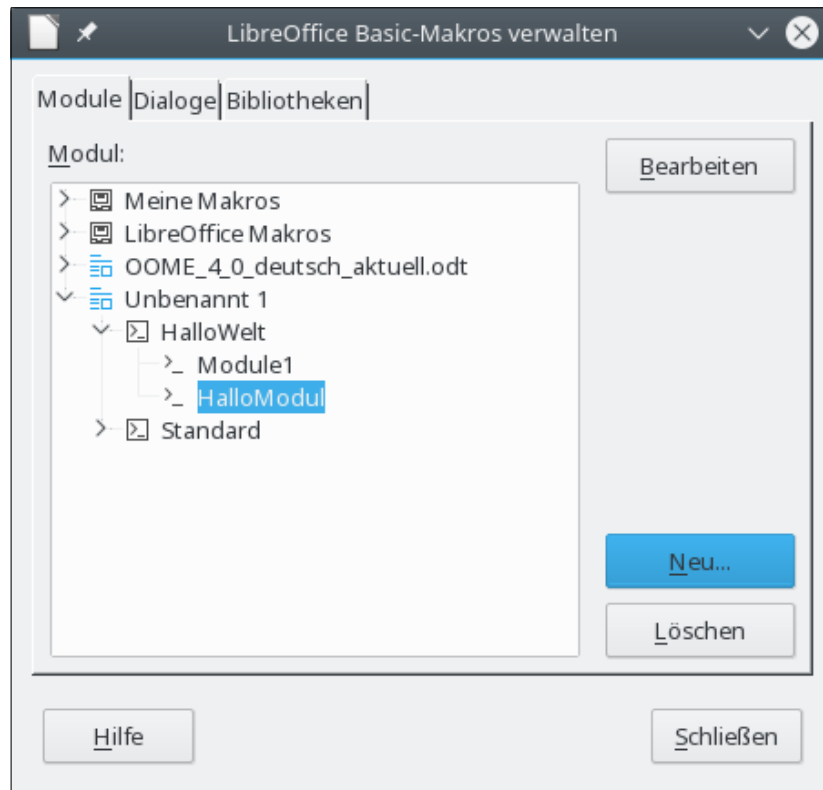 LibreOffice Basic-Makros verwalten
Module Dialoge Bibliotheken
Modul:
Bearbeiten
Meine Makros
LibreOffice Makros
OOME_4_0_deutsch_aktuell.odt
Unbenannt 1
HalloWelt
Module1
HalloModul
Standard
Neu...
Löschen
Hilfe
Schließen